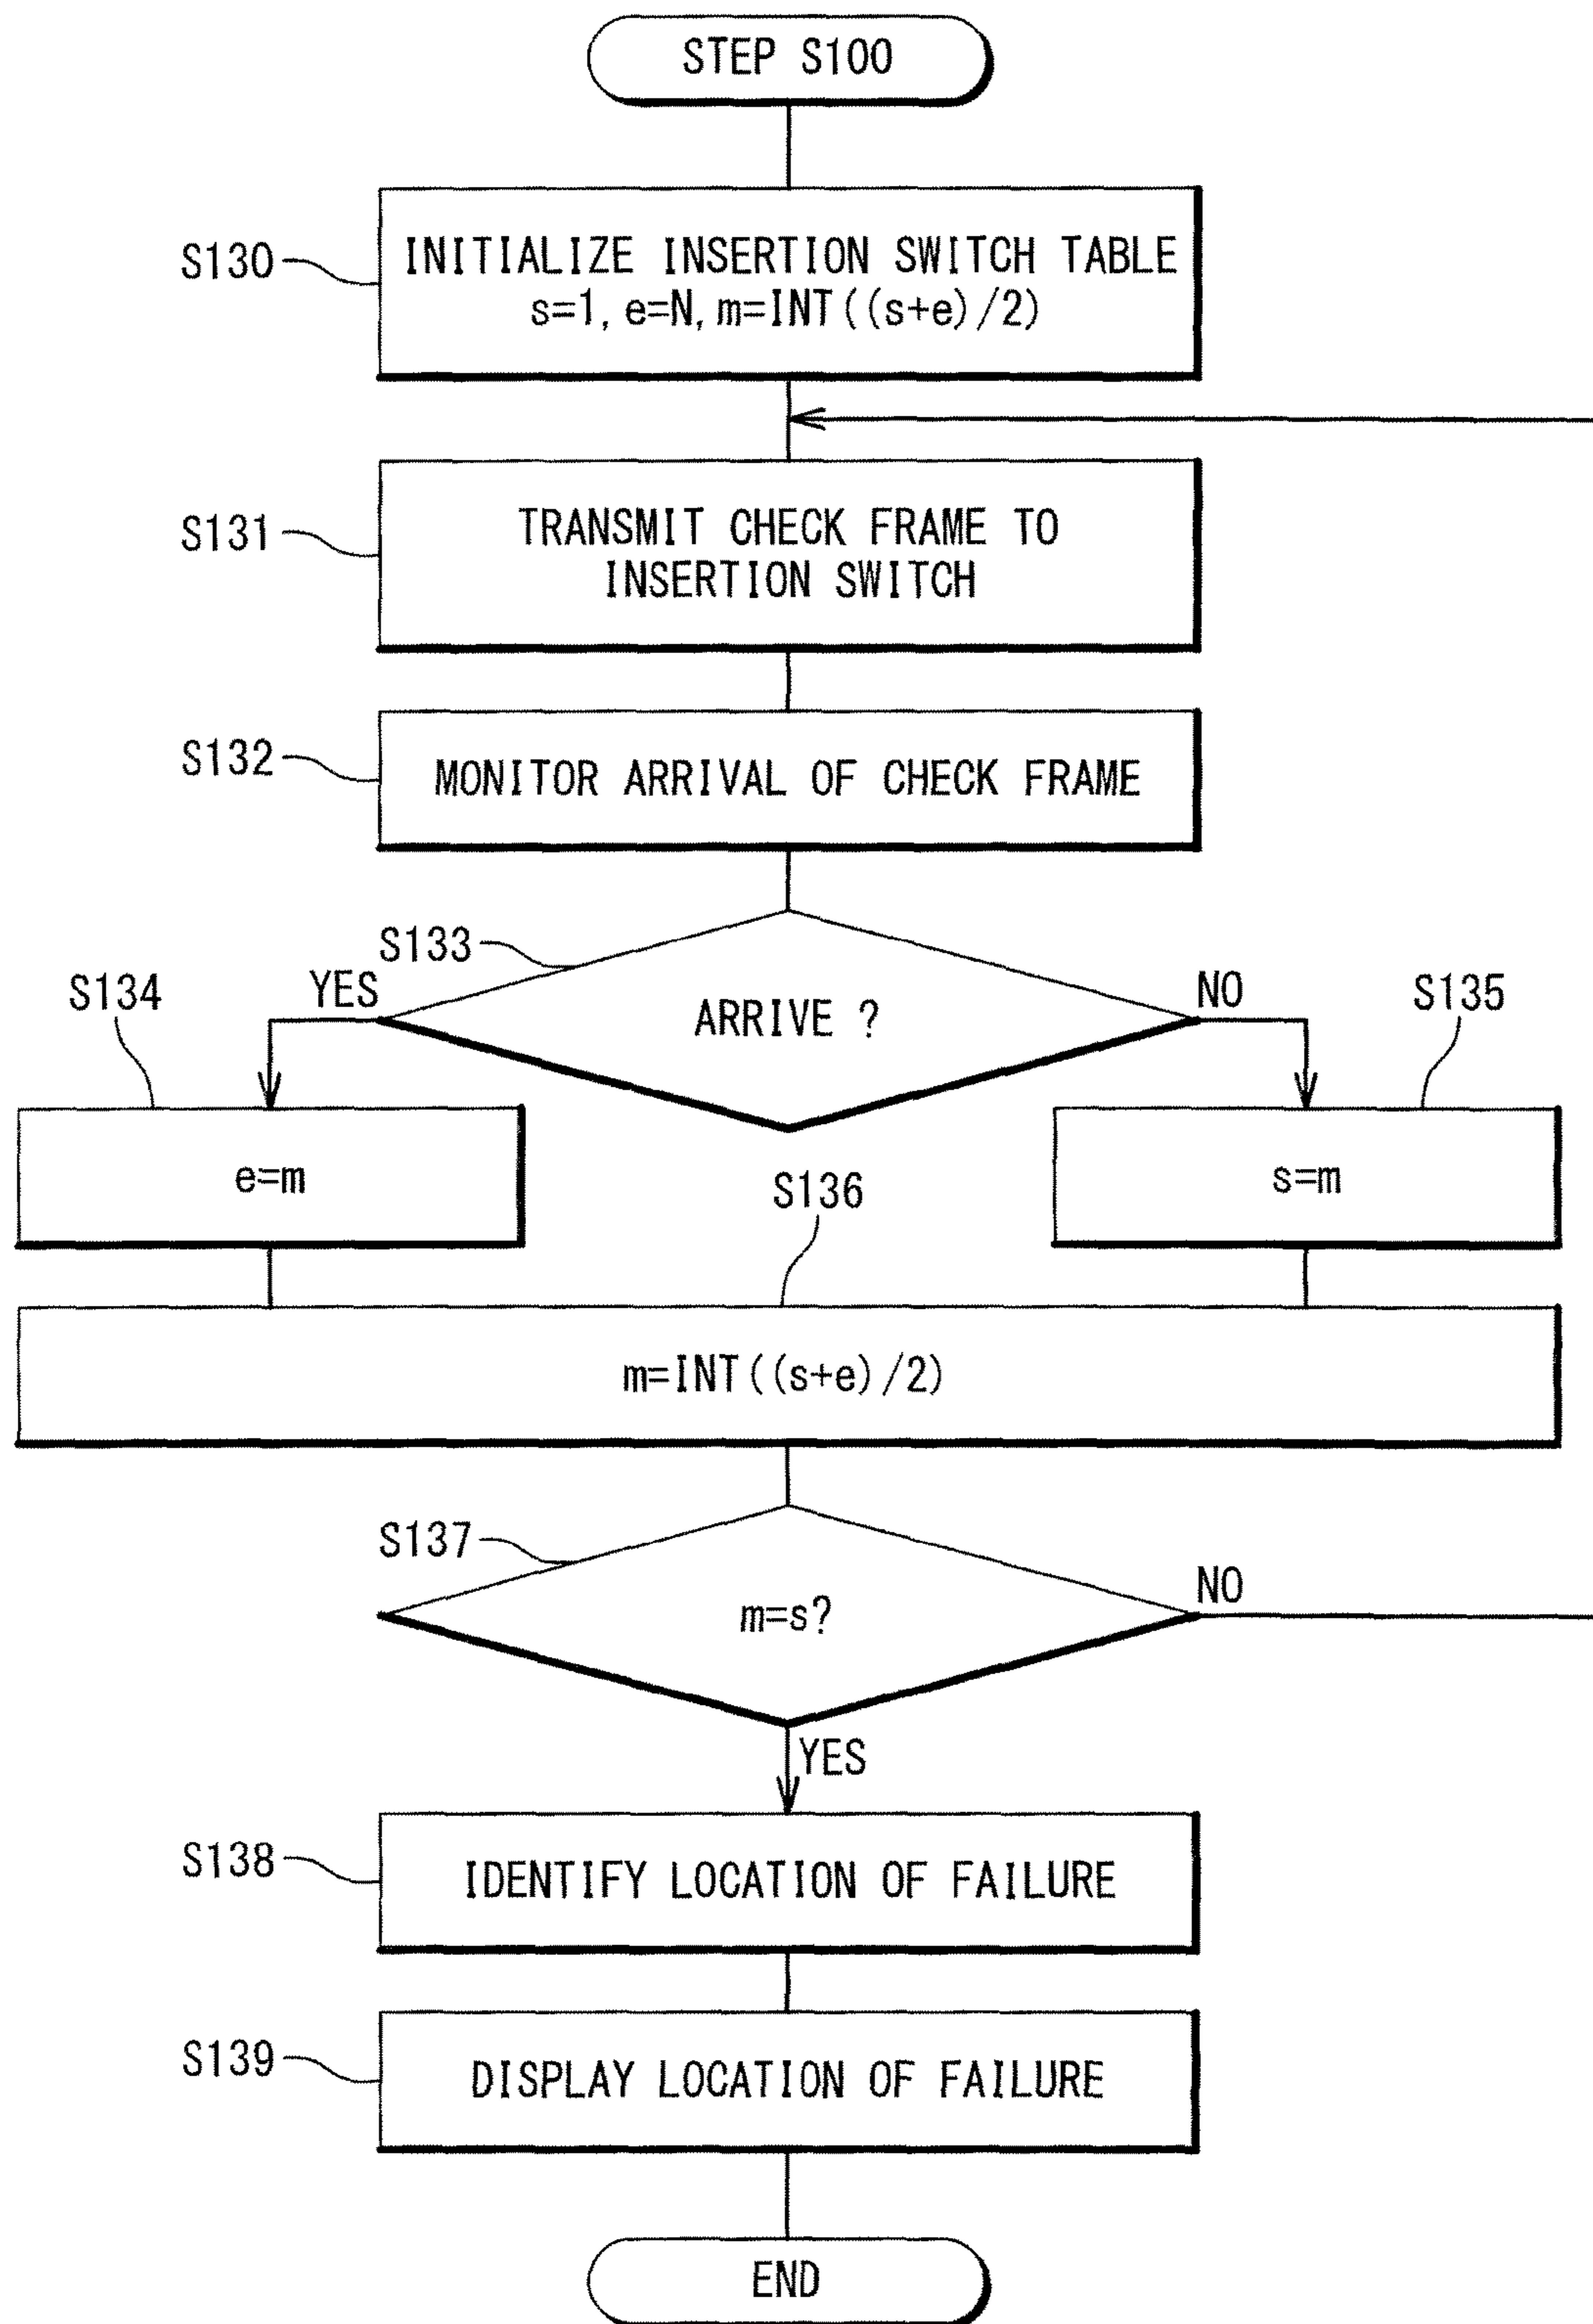 STEP S100
S130
INITIALIZE INSERTION SWITCH TABLE
s=1, e=N, m=INT((s+e)/2)
S131
TRANSMIT CHECK FRAME TO
INSERTION SWITCH
S132
MONITOR ARRIVAL OF CHECK FRAME
S133
ARRIVE ?
YES
NO
S134
e=m
S135
s=m
S136
m=INT((s+e)/2)
S137
m=s?
NO
YES
S138
IDENTIFY LOCATION OF FAILURE
S139
DISPLAY LOCATION OF FAILURE
END